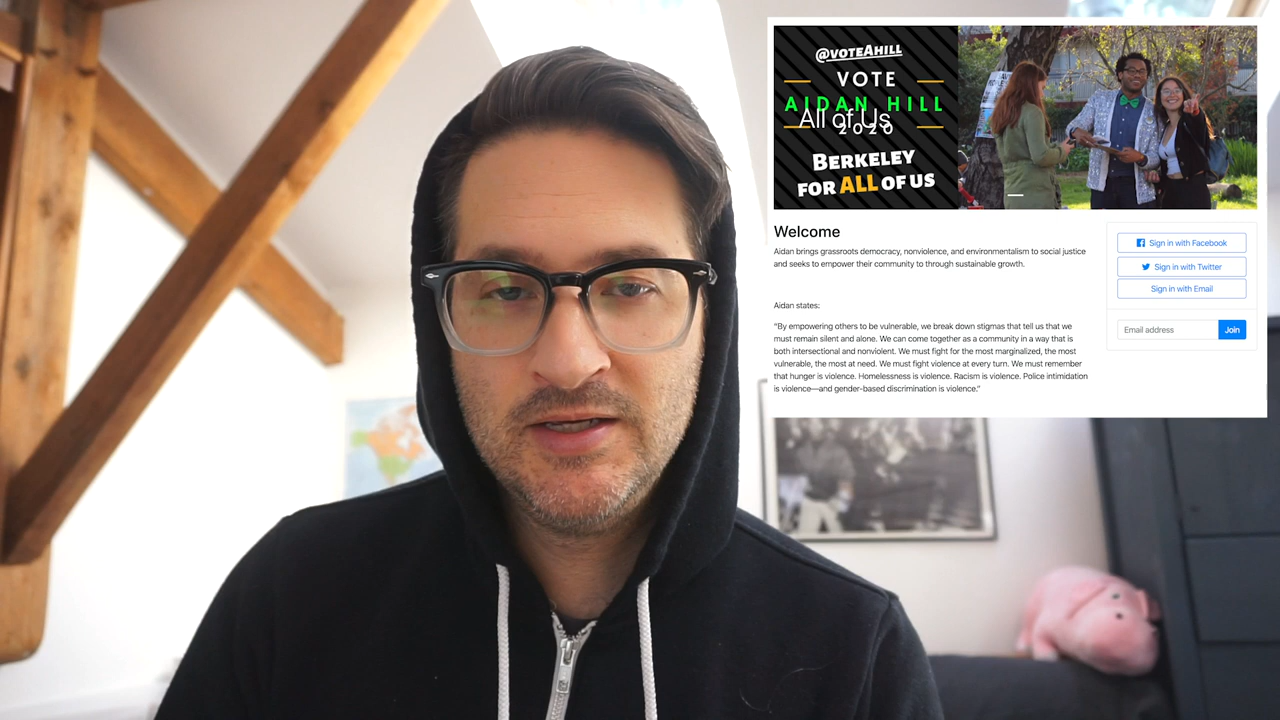 @VOTEAHILL
VOTE
AIDAN HILL
All of Us
2020
BERKELEY
FOR ALL OF US
Welcome
Aidan brings grassroots democracy, nonviolence, and environmentalism to social justice
and seeks to empower their community to through sustainable growth.
Sign in with Facebook
Sign in with Twitter
Sign in with Email
Aidan states:
"By empowering others to be vulnerable, we break down stigmas that tell us that we
must remain silent and alone. We can come together as a community in a way that is
both intersectional and nonviolent. We must fight for the most marginalized, the most
vulnerable, the most at need. We must fight violence at every turn. We must remember
that hunger is violence. Homelessness is violence. Racism is violence. Police intimidation
is violence—and gender-based discrimination is violence."
Email address
Join